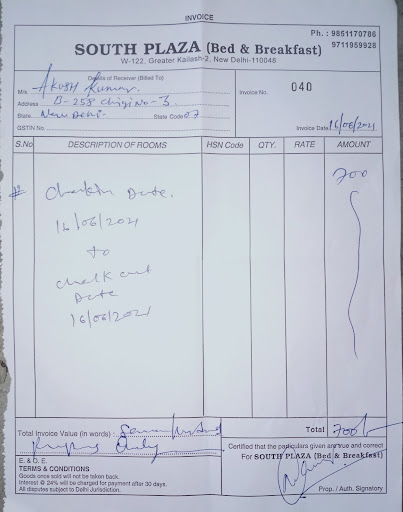 INVOICE
Ph. : 9851170786
9711959928
SOUTH PLAZA (Bed & Breakfast)
W-122, Greater Kailash-2, New Delhi-110048
Details of Receiver (Billed To)
M/s. Akash Kumar
Address B-258 Chirag No-3
State New Delhi- State Code 07
GSTIN No.
Invoice No. 040
Invoice Date 16/06/2021
S.No DESCRIPTION OF ROOMS HSN Code QTY. RATE AMOUNT
700
Check In Date.
16/06/2021
to
Check out
Date
16/06/2021
Total Invoice Value (in words) : Seven Hundred
Rupees Only
Total 700/-
Certified that the particulars given are true and correct
For SOUTH PLAZA (Bed & Breakfast)
E. & O. E.
TERMS & CONDITIONS
Goods once sold will not be taken back.
Interest @ 24% will be charged for payment after 30 days.
All disputes subject to Delhi Jurisdiction.
Prop. / Auth. Signatory